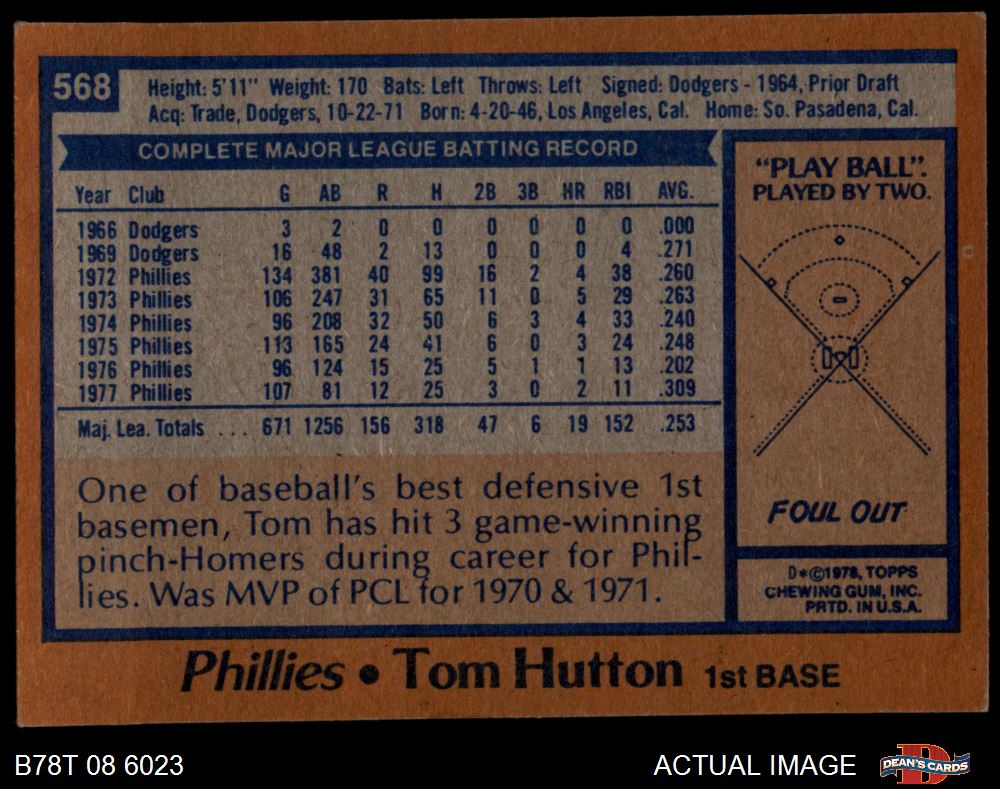 568
Height: 5'11" Weight: 170 Bats: Left Throws: Left Signed: Dodgers - 1964, Prior Draft
Acq: Trade, Dodgers, 10-22-71 Born: 4-20-46, Los Angeles, Cal. Home: So. Pasadena, Cal.
COMPLETE MAJOR LEAGUE BATTING RECORD
Year Club G AB R H 2B 3B HR RBI AVG.
1966 Dodgers 3 2 0 0 0 0 0 0 .000
1969 Dodgers 16 48 2 13 0 0 0 4 .271
1972 Phillies 134 381 40 99 16 2 4 38 .260
1973 Phillies 106 247 31 65 11 0 5 29 .263
1974 Phillies 96 208 32 50 6 3 4 33 .240
1975 Phillies 113 165 24 41 6 0 3 24 .248
1976 Phillies 96 124 15 25 5 1 1 13 .202
1977 Phillies 107 81 12 25 3 0 2 11 .309
Maj. Lea. Totals ... 671 1256 156 318 47 6 19 152 .253
One of baseball's best defensive 1st
basemen, Tom has hit 3 game-winning
pinch-Homers during career for Phil-
lies. Was MVP of PCL for 1970 & 1971.
"PLAY BALL".
PLAYED BY TWO.
FOUL OUT
D*©1978, TOPPS
CHEWING GUM, INC.
PRTD. IN U.S.A.
Phillies • Tom Hutton 1st BASE
B78T 08 6023
ACTUAL IMAGE
DEAN'S CARDS